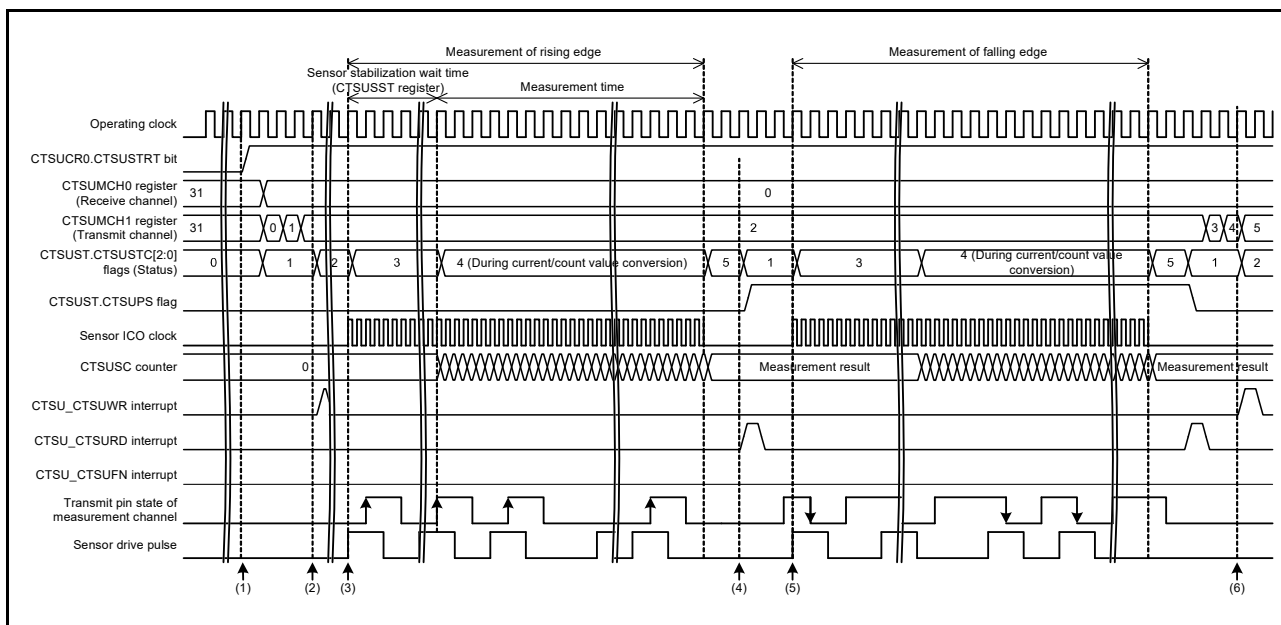 Measurement of rising edge
Measurement of falling edge
Sensor stabilization wait time
(CTSUSST register)
Measurement time
Operating clock
CTSUCR0.CTSUSTRT bit
CTSUMCH0 register
(Receive channel)
31
0
CTSUMCH1 register
(Transmit channel)
31
0
1
2
3
4
5
CTSUST.CTSUSTC[2:0]
flags (Status)
0
1
2
3
4 (During current/count value conversion)
5
1
3
4 (During current/count value
conversion)
5
1
2
CTSUST.CTSUPS flag
Sensor ICO clock
CTSUSC counter
0
Measurement result
Measurement result
CTSU_CTSUWR interrupt
CTSU_CTSURD interrupt
CTSU_CTSUFN interrupt
Transmit pin state of
measurement channel
Sensor drive pulse
(1)
(2)
(3)
(4)
(5)
(6)